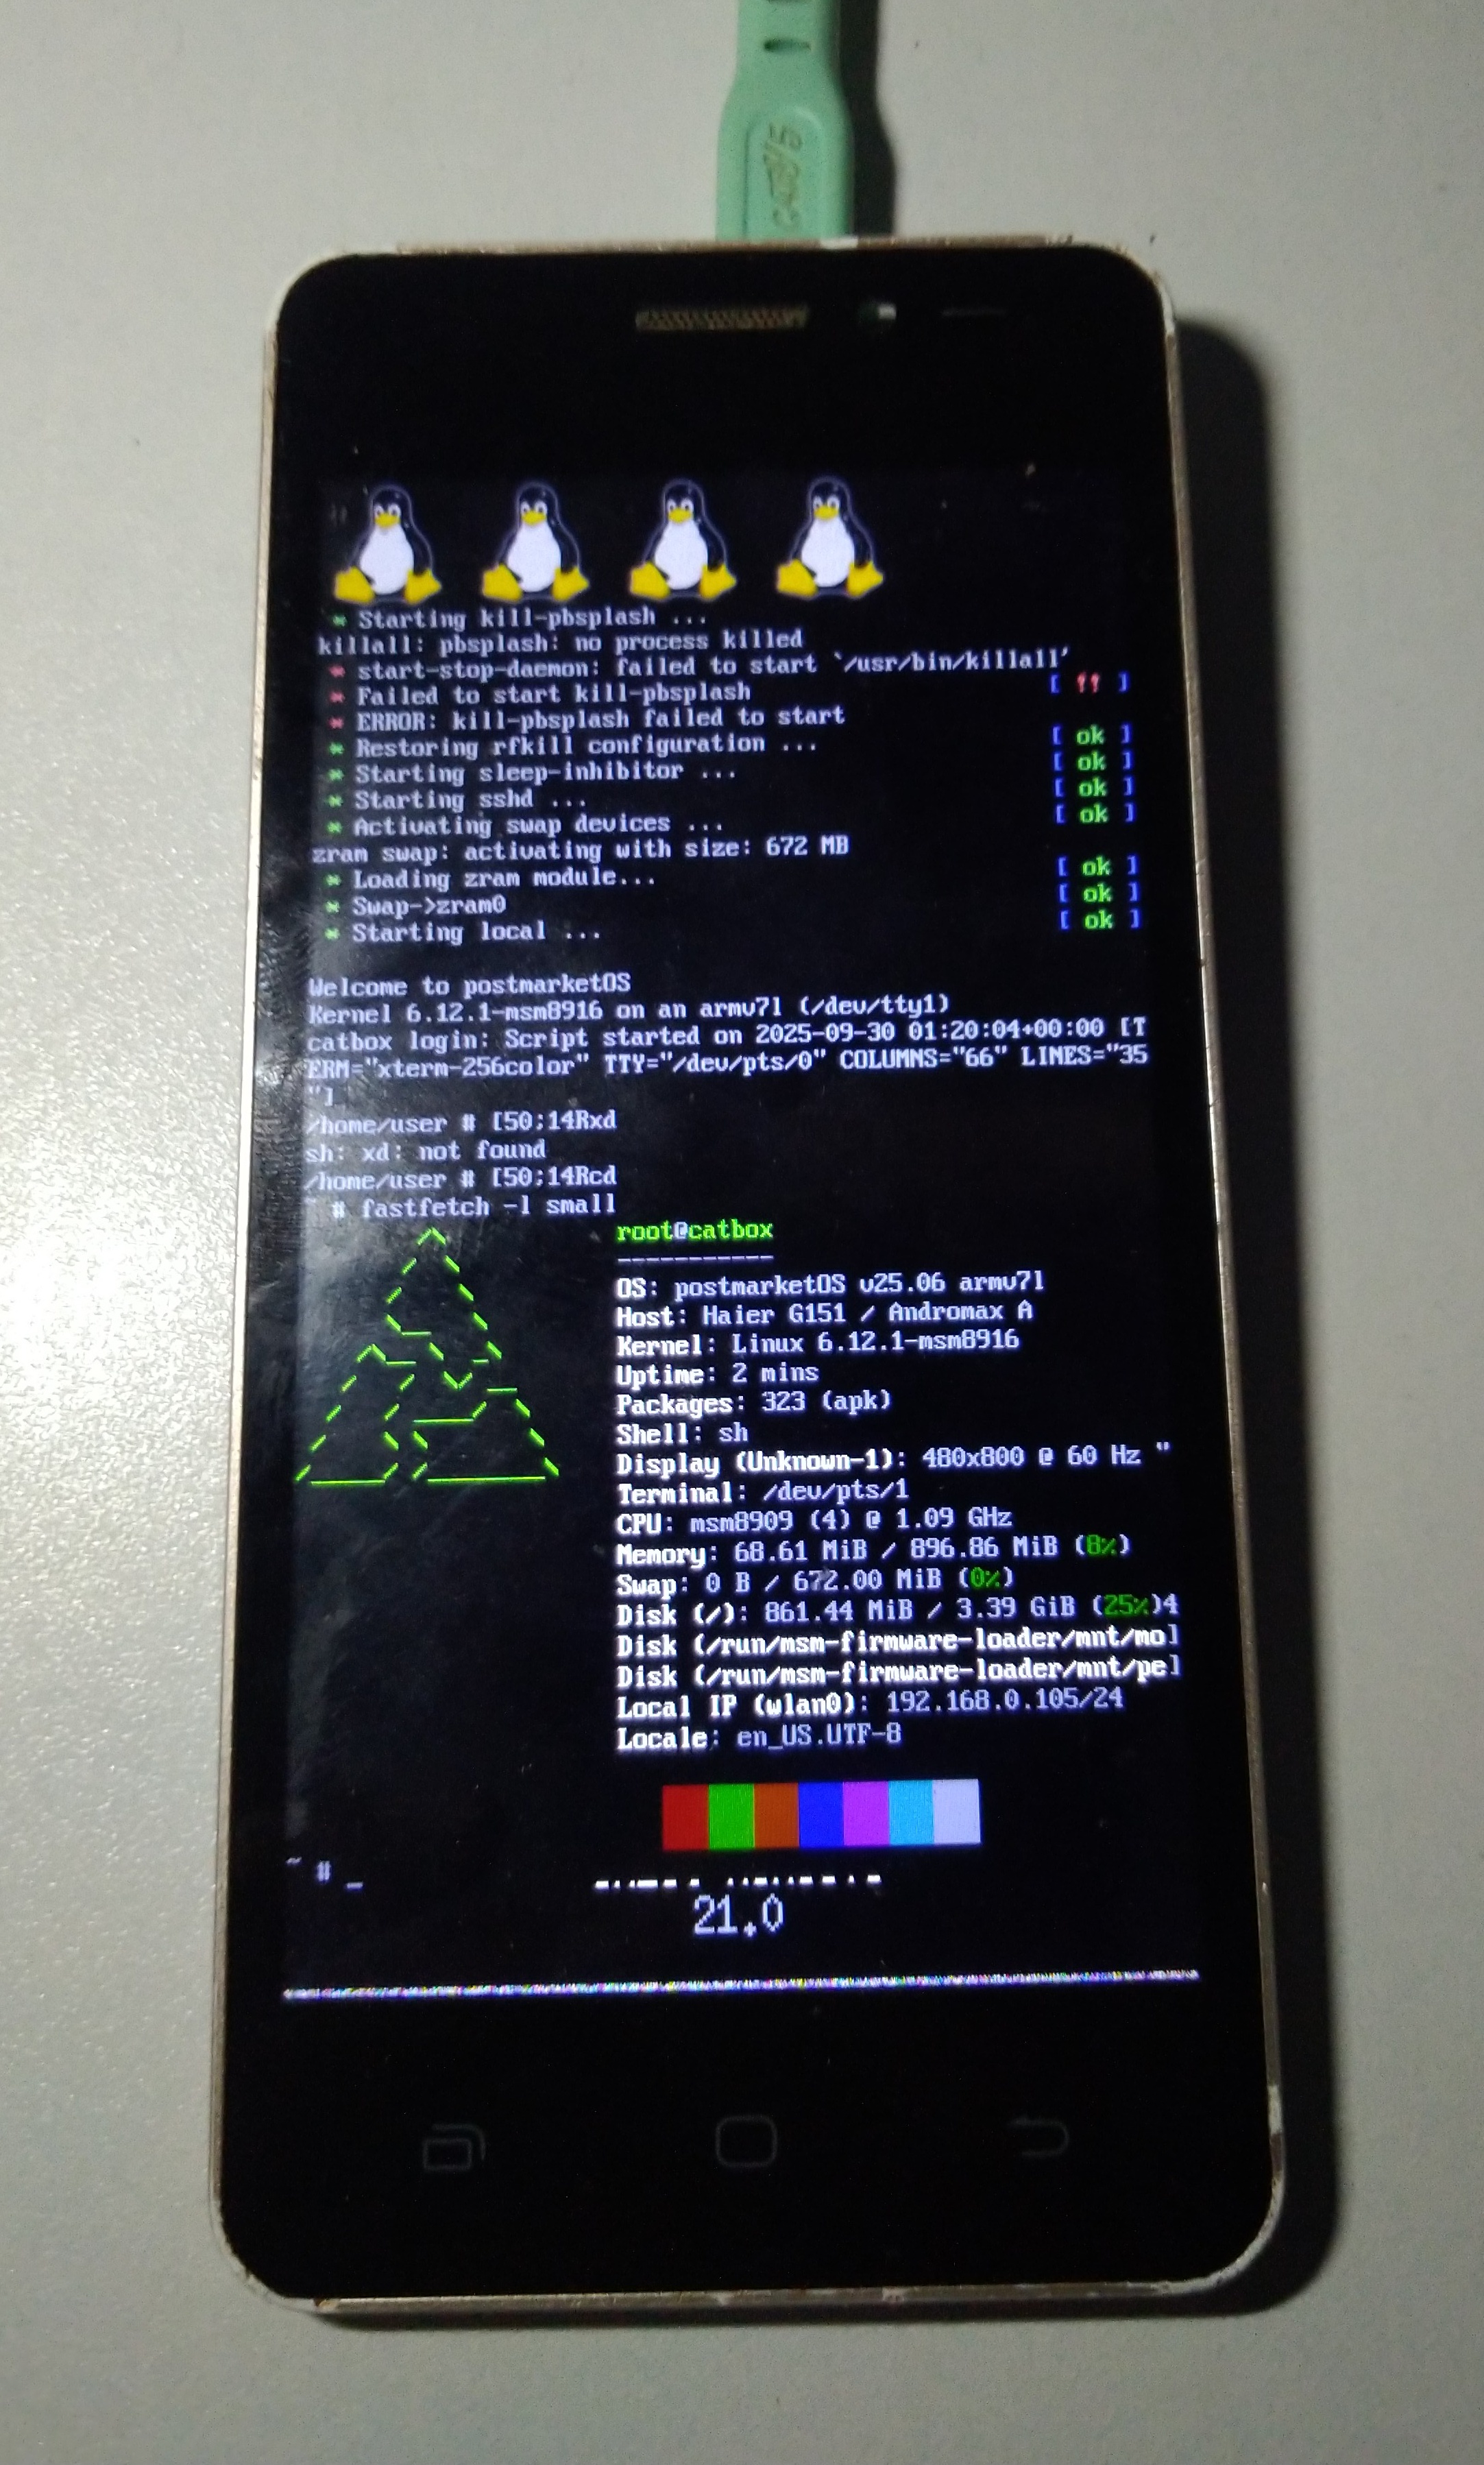 * Starting kill-pbsplash ...
killall: pbsplash: no process killed
* start-stop-daemon: failed to start `/usr/bin/killall'
* Failed to start kill-pbsplash [ !! ]
* ERROR: kill-pbsplash failed to start
* Restoring rfkill configuration ... [ ok ]
* Starting sleep-inhibitor ... [ ok ]
* Starting sshd ... [ ok ]
* Activating swap devices ... [ ok ]
zram swap: activating with size: 672 MB
* Loading zram module... [ ok ]
* Swap->zram0 [ ok ]
* Starting local ... [ ok ]
Welcome to postmarketOS
Kernel 6.12.1-msm8916 on an armv7l (/dev/tty1)
catbox login: Script started on 2025-09-30 01:20:04+00:00 [T
ERM="xterm-256color" TTY="/dev/pts/0" COLUMNS="66" LINES="35
"]
/home/user # [50;14Rxd
sh: xd: not found
/home/user # [50;14Rcd
~ # fastfetch -l small
root@catbox
-----------
OS: postmarketOS v25.06 armv7l
Host: Haier G151 / Andromax A
Kernel: Linux 6.12.1-msm8916
Uptime: 2 mins
Packages: 323 (apk)
Shell: sh
Display (Unknown-1): 480x800 @ 60 Hz "
Terminal: /dev/pts/1
CPU: msm8909 (4) @ 1.09 GHz
Memory: 68.61 MiB / 896.86 MiB (8%)
Swap: 0 B / 672.00 MiB (0%)
Disk (/): 861.44 MiB / 3.39 GiB (25%)4
Disk (/run/msm-firmware-loader/mnt/mo]
Disk (/run/msm-firmware-loader/mnt/pe]
Local IP (wlan0): 192.168.0.105/24
Locale: en_US.UTF-8
~ # _
21.0